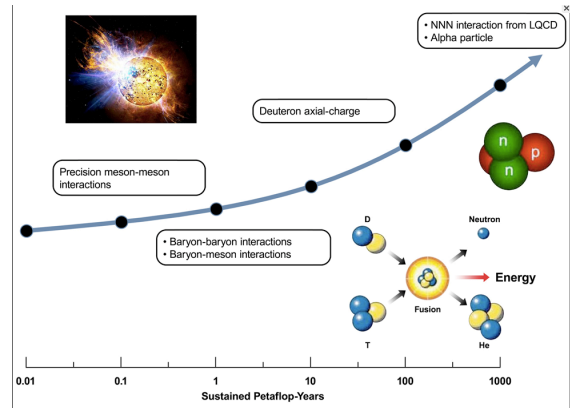 • NNN interaction from LQCD
• Alpha particle
Deuteron axial-charge
Precision meson-meson
interactions
• Baryon-baryon interactions
• Baryon-meson interactions
n
p
n
D
Neutron
Energy
Fusion
T
He
0.01 0.1 1 10 100 1000
Sustained Petaflop-Years